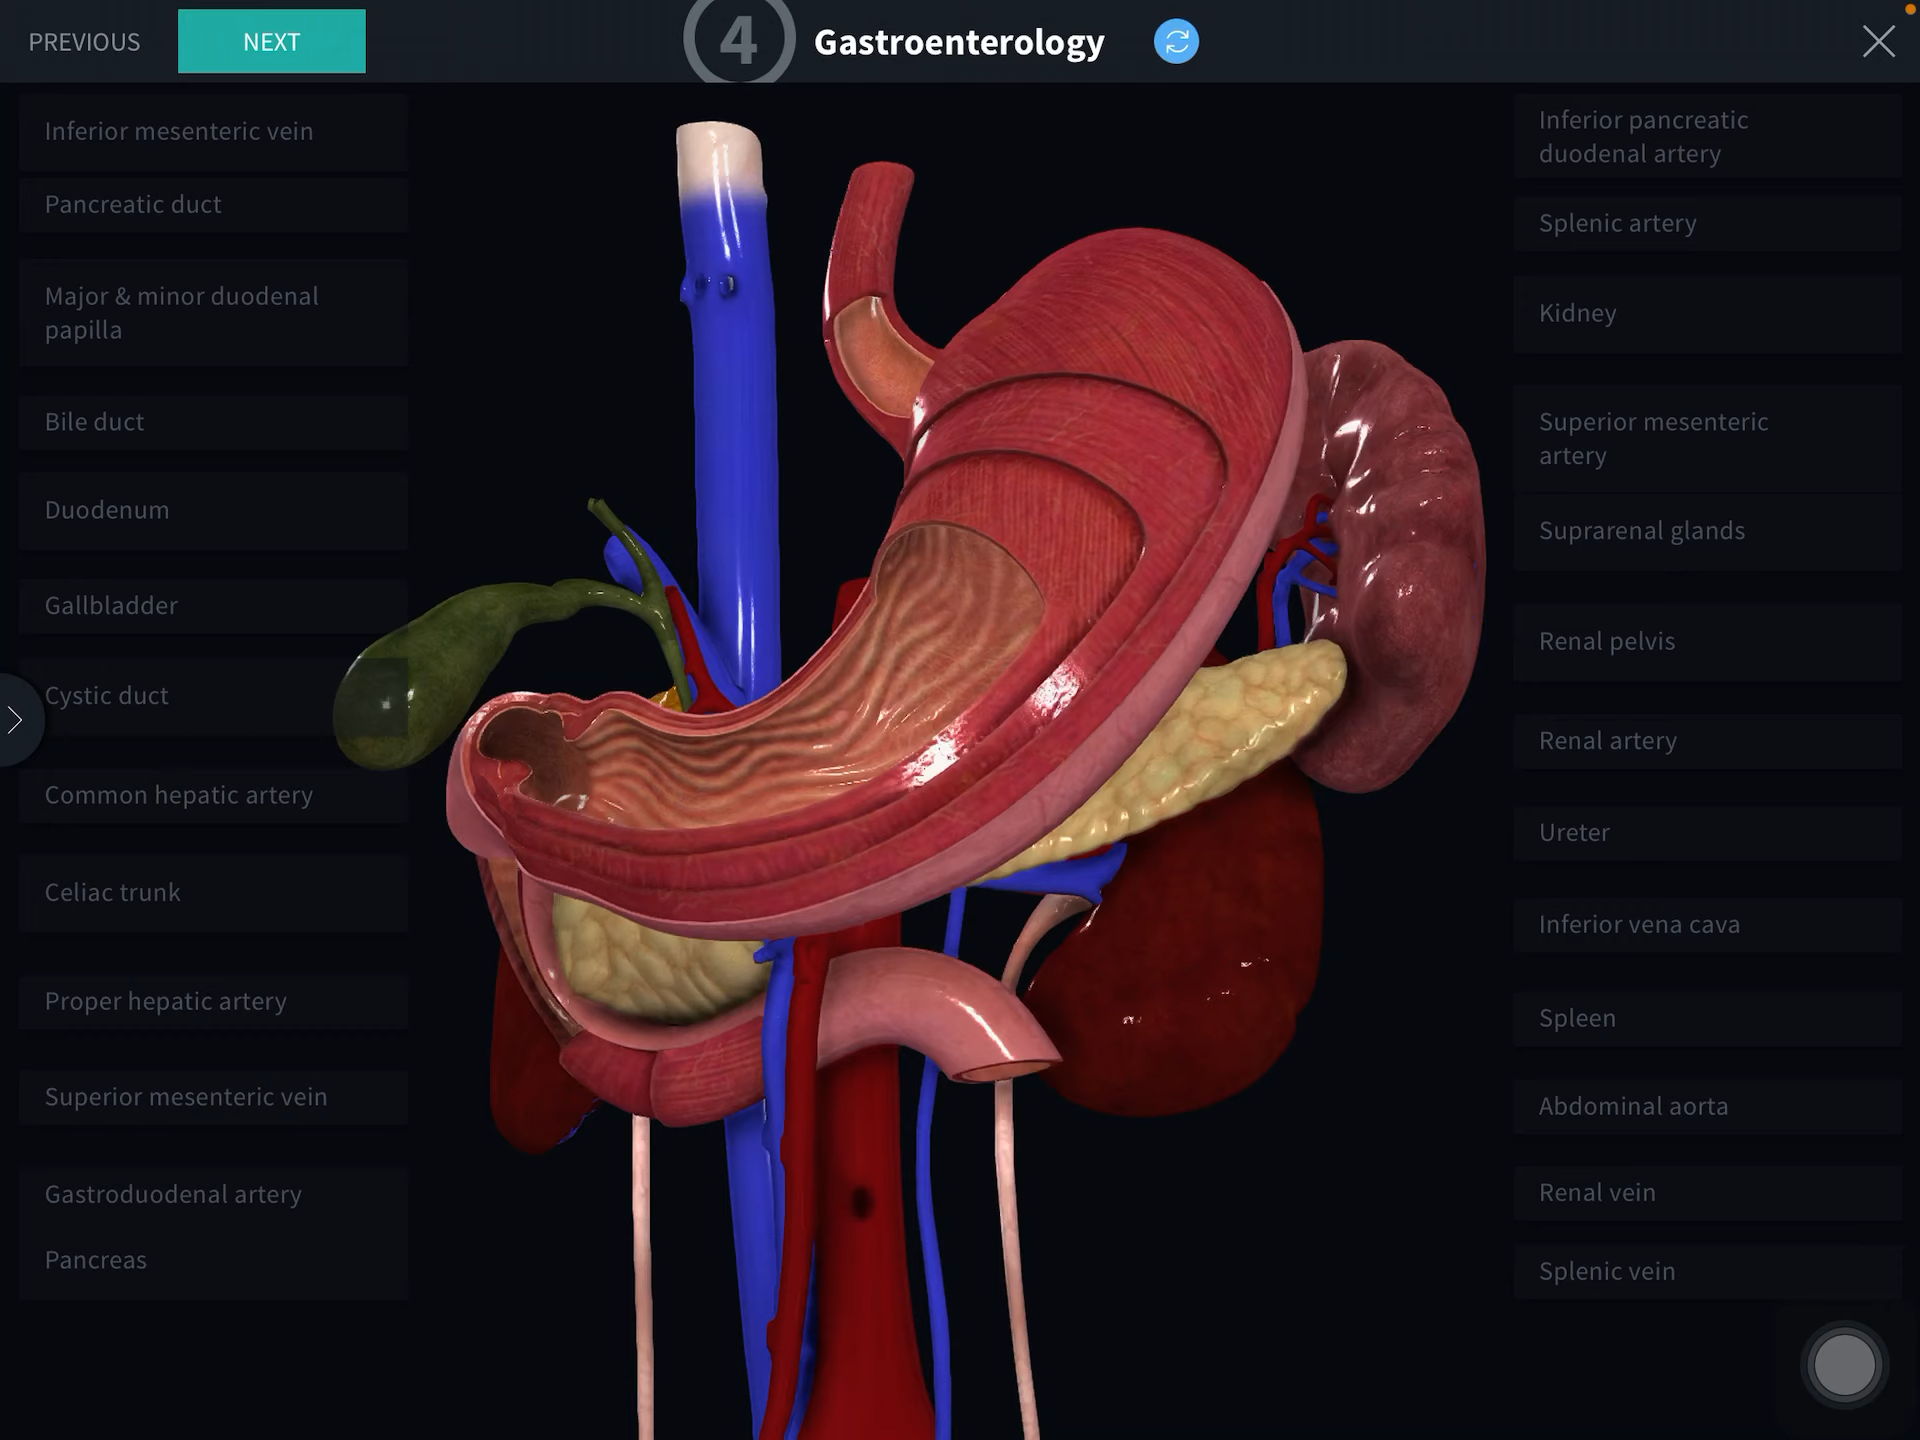 PREVIOUS
NEXT
4
Gastroenterology
Inferior mesenteric vein
Pancreatic duct
Major & minor duodenal
papilla
Bile duct
Duodenum
Gallbladder
Cystic duct
Common hepatic artery
Celiac trunk
Proper hepatic artery
Superior mesenteric vein
Gastroduodenal artery
Pancreas
Inferior pancreatic
duodenal artery
Splenic artery
Kidney
Superior mesenteric
artery
Suprarenal glands
Renal pelvis
Renal artery
Ureter
Inferior vena cava
Spleen
Abdominal aorta
Renal vein
Splenic vein